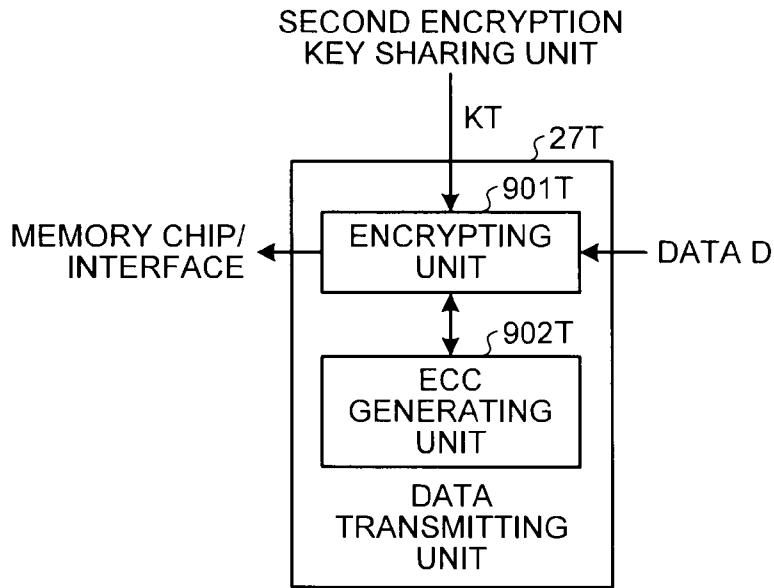 SECOND ENCRYPTION
KEY SHARING UNIT
KT
27T
901T
MEMORY CHIP/
INTERFACE
ENCRYPTING
UNIT
DATA D
902T
ECC
GENERATING
UNIT
DATA
TRANSMITTING
UNIT